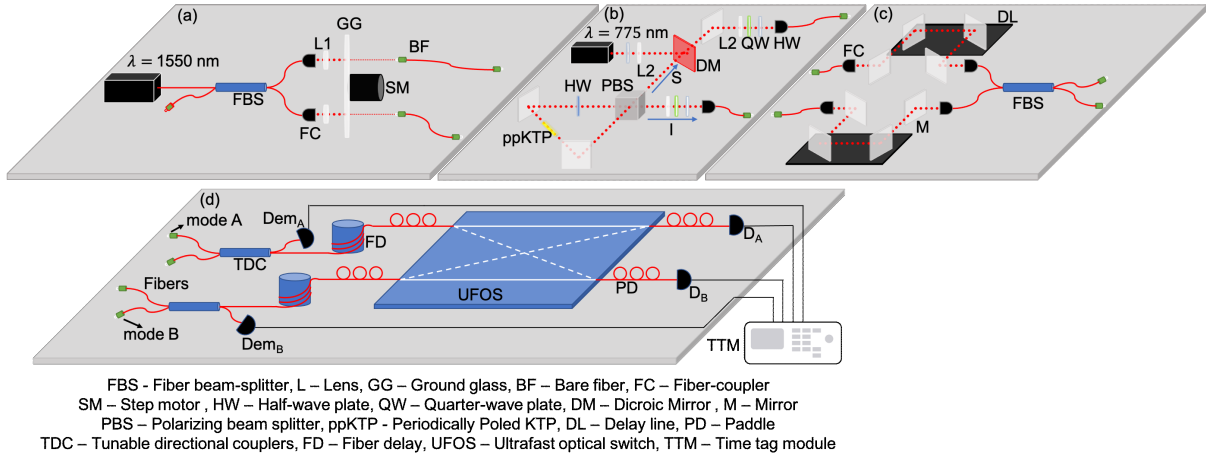 (a)
GG
λ = 1550 nm
L1
BF
FBS
SM
FC
(b)
λ = 775 nm
L2 QW HW
L2
DM
S
HW PBS
ppKTP
I
(c)
DL
FC
FBS
M
(d)
mode A
DemA
FD
DA
TDC
Fibers
UFOS
PD
DB
mode B
DemB
TTM
FBS - Fiber beam-splitter, L – Lens, GG – Ground glass, BF – Bare fiber, FC – Fiber-coupler
SM – Step motor , HW – Half-wave plate, QW – Quarter-wave plate, DM – Dicroic Mirror , M – Mirror
PBS – Polarizing beam splitter, ppKTP - Periodically Poled KTP, DL – Delay line, PD – Paddle
TDC – Tunable directional couplers, FD – Fiber delay, UFOS – Ultrafast optical switch, TTM – Time tag module